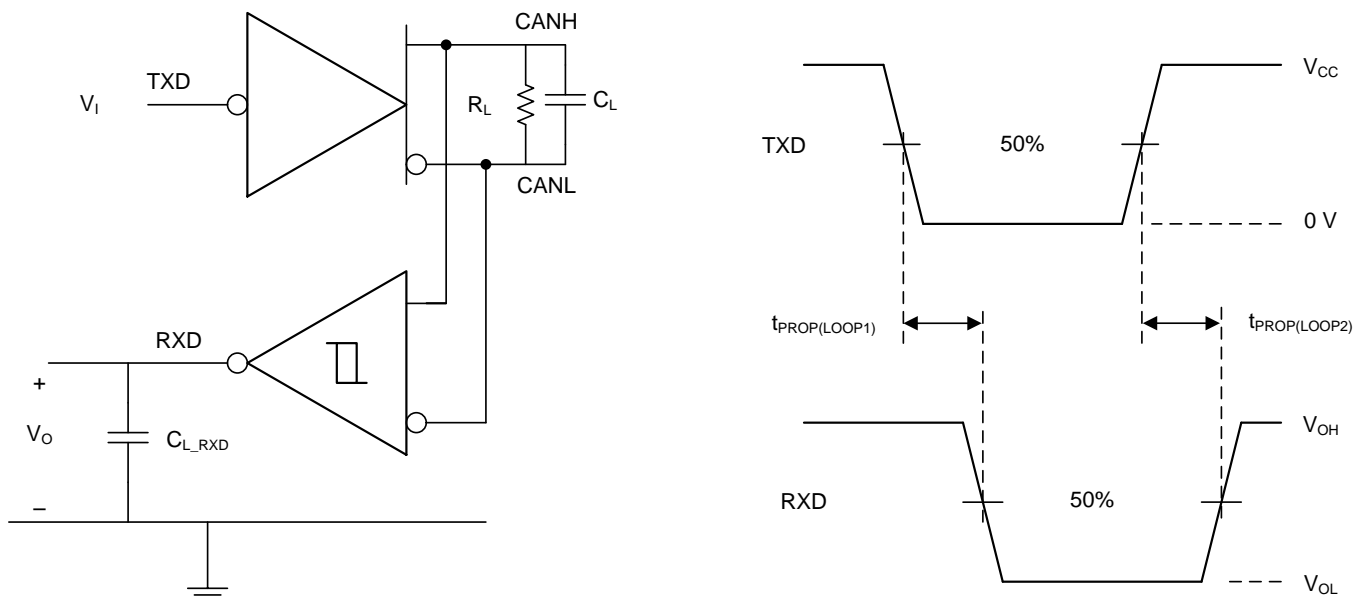 CANH
TXD
V_I
R_L
C_L
CANL
RXD
+
V_O
C_L_RXD
–
V_CC
TXD
50%
0 V
t_PROP(LOOP1)
t_PROP(LOOP2)
V_OH
RXD
50%
V_OL